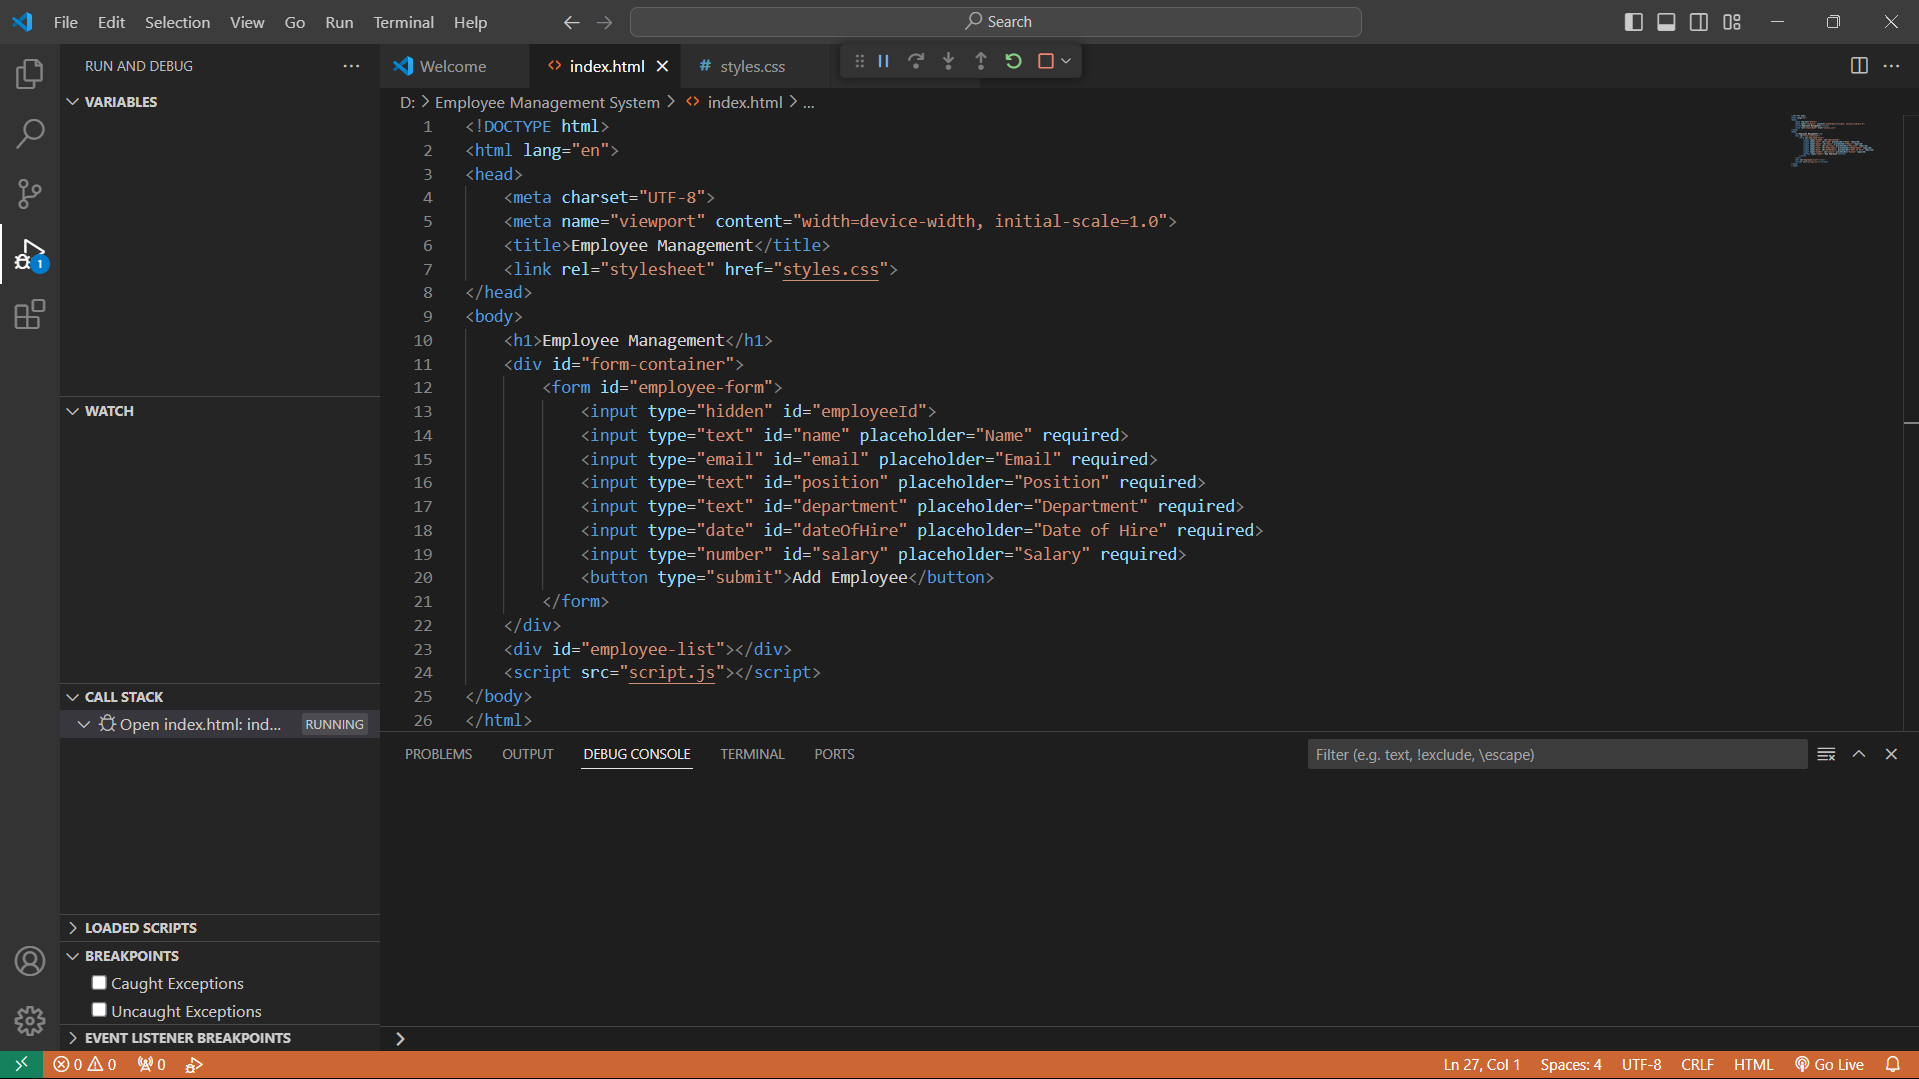 File Edit Selection View Go Run Terminal Help
Search
RUN AND DEBUG
VARIABLES
WATCH
CALL STACK
Open index.html: ind... RUNNING
LOADED SCRIPTS
BREAKPOINTS
Caught Exceptions
Uncaught Exceptions
EVENT LISTENER BREAKPOINTS
1
Welcome index.html # styles.css
D: > Employee Management System > index.html > ...
1 <!DOCTYPE html>
2 <html lang="en">
3 <head>
4 <meta charset="UTF-8">
5 <meta name="viewport" content="width=device-width, initial-scale=1.0">
6 <title>Employee Management</title>
7 <link rel="stylesheet" href="styles.css">
8 </head>
9 <body>
10 <h1>Employee Management</h1>
11 <div id="form-container">
12 <form id="employee-form">
13 <input type="hidden" id="employeeId">
14 <input type="text" id="name" placeholder="Name" required>
15 <input type="email" id="email" placeholder="Email" required>
16 <input type="text" id="position" placeholder="Position" required>
17 <input type="text" id="department" placeholder="Department" required>
18 <input type="date" id="dateOfHire" placeholder="Date of Hire" required>
19 <input type="number" id="salary" placeholder="Salary" required>
20 <button type="submit">Add Employee</button>
21 </form>
22 </div>
23 <div id="employee-list"></div>
24 <script src="script.js"></script>
25 </body>
26 </html>
PROBLEMS OUTPUT DEBUG CONSOLE TERMINAL PORTS
Filter (e.g. text, !exclude, \escape)
0 0 0
Ln 27, Col 1 Spaces: 4 UTF-8 CRLF HTML Go Live